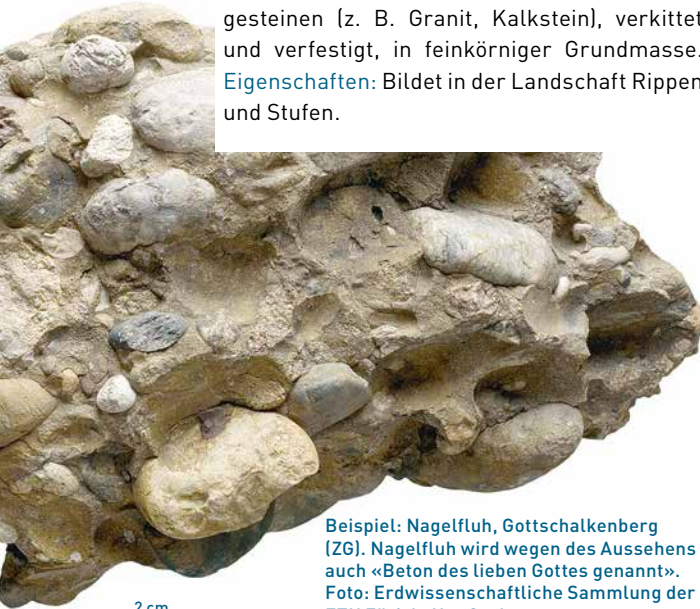 gesteinen (z. B. Granit, Kalkstein), verkittet
und verfestigt, in feinkörniger Grundmasse.
Eigenschaften: Bildet in der Landschaft Rippen
und Stufen.
Beispiel: Nagelfluh, Gottschalkenberg
(ZG). Nagelfluh wird wegen des Aussehens
auch «Beton des lieben Gottes genannt».
Foto: Erdwissenschaftliche Sammlung der
2 cm